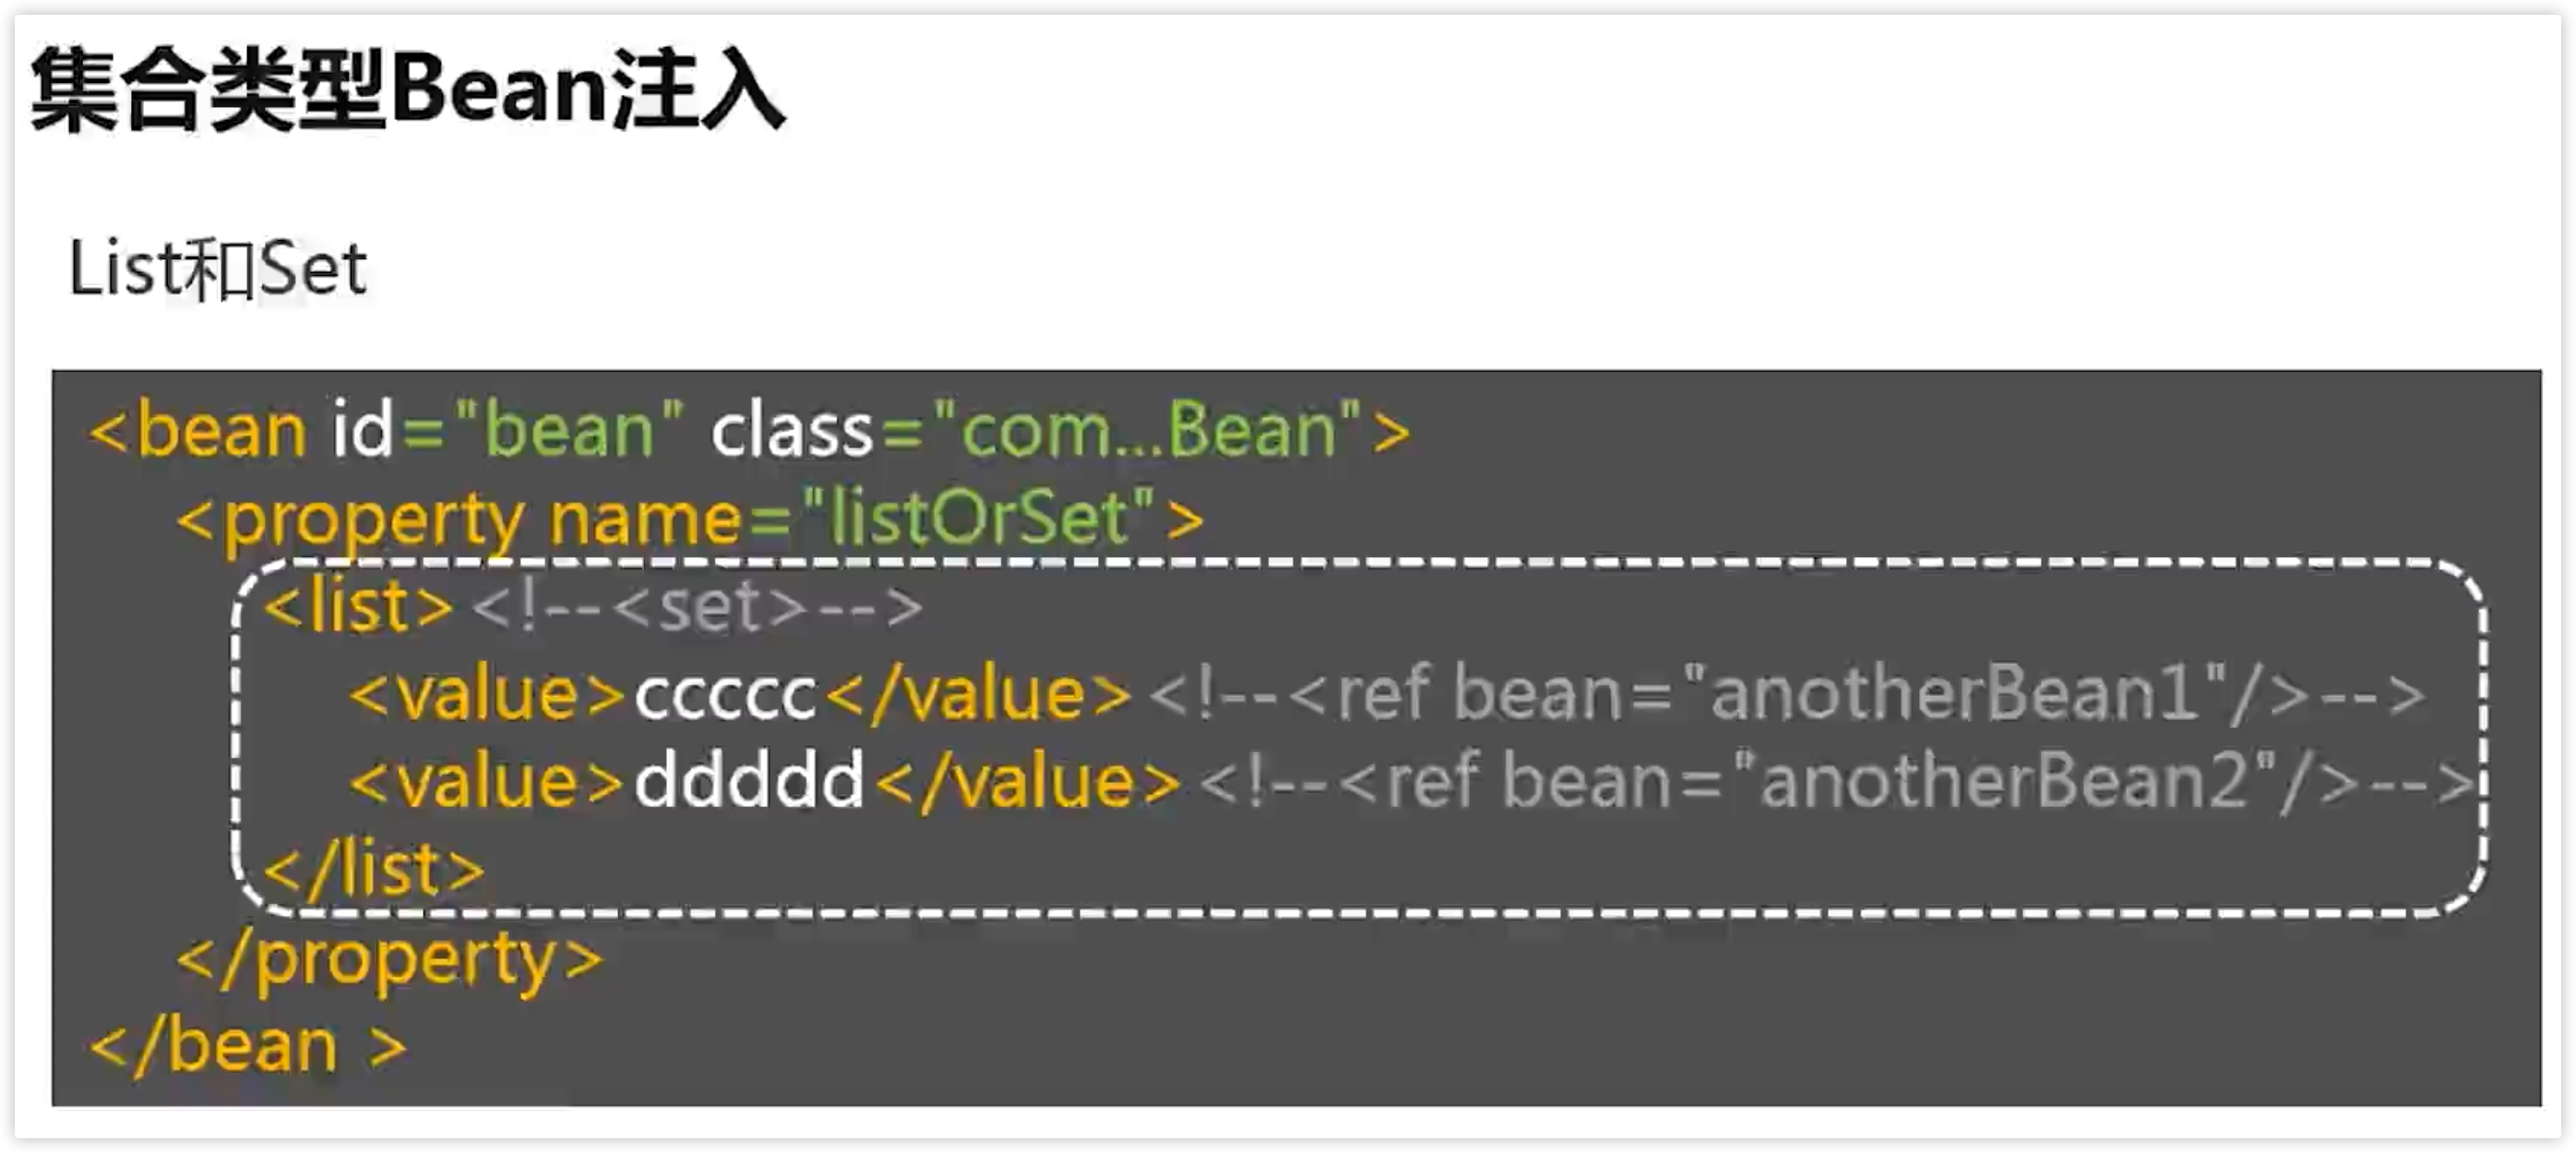 集合类型Bean注入
List和Set
<bean id="bean" class="com...Bean">
<property name="listOrSet">
<list><!--<set>-->
<value>ccccc</value><!--<ref bean="anotherBean1"/>-->
<value>ddddd</value><!--<ref bean="anotherBean2"/>-->
</list>
</property>
</bean >